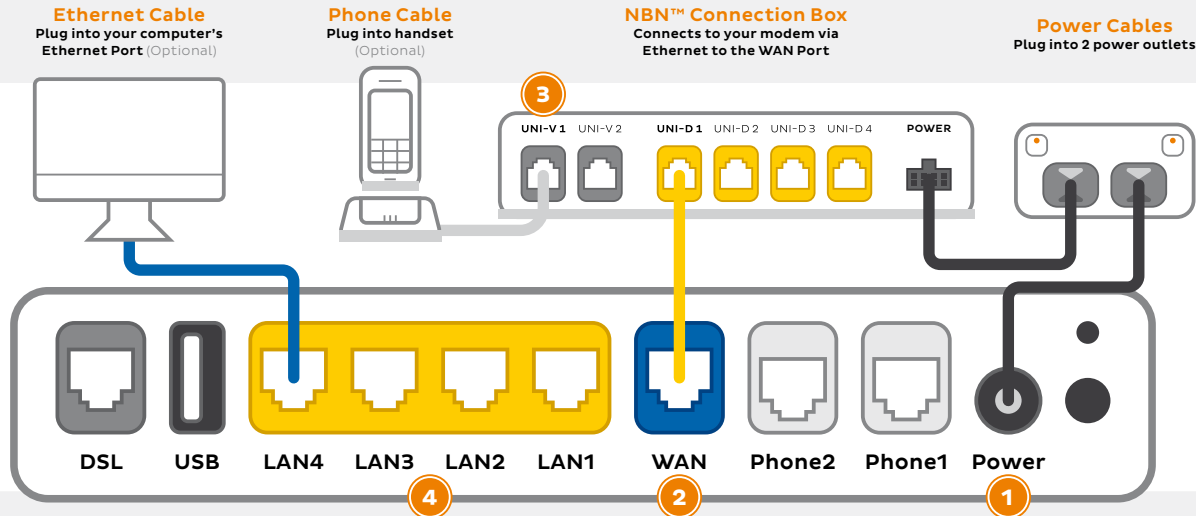 Ethernet Cable
Plug into your computer's
Ethernet Port (Optional)
Phone Cable
Plug into handset
(Optional)
NBN™ Connection Box
Connects to your modem via
Ethernet to the WAN Port
Power Cables
Plug into 2 power outlets
3
UNI-V 1 UNI-V 2 UNI-D 1 UNI-D 2 UNI-D 3 UNI-D 4 POWER
DSL USB LAN4 LAN3 LAN2 LAN1 WAN Phone2 Phone1 Power
4 2 1